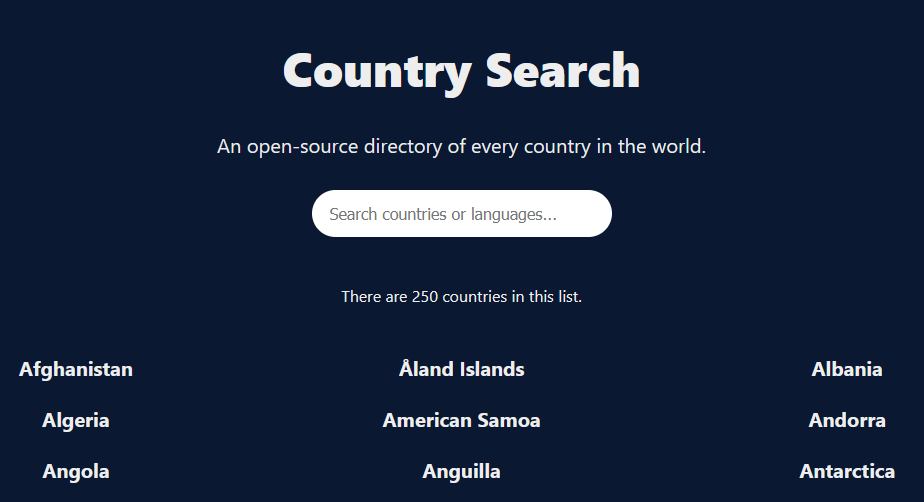 Country Search
An open-source directory of every country in the world.
Search countries or languages...
There are 250 countries in this list.
Afghanistan Åland Islands Albania
Algeria American Samoa Andorra
Angola Anguilla Antarctica